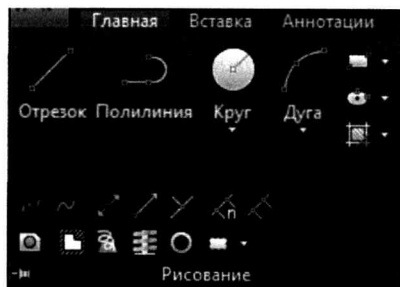 Главная Вставка Аннотации
Отрезок Полилиния Круг Дуга
n
Рисование